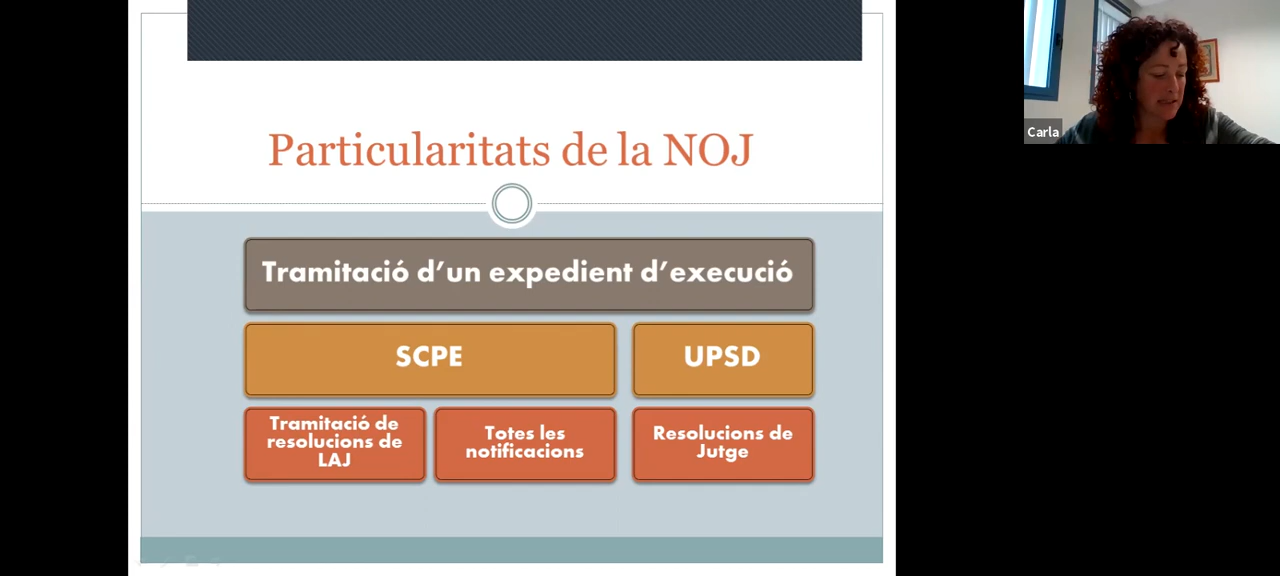 Particularitats de la NOJ
Tramitació d’un expedient d’execució
SCPE
UPSD
Tramitació de
resolucions de
LAJ
Totes les
notificacions
Resolucions de
Jutge
Carla